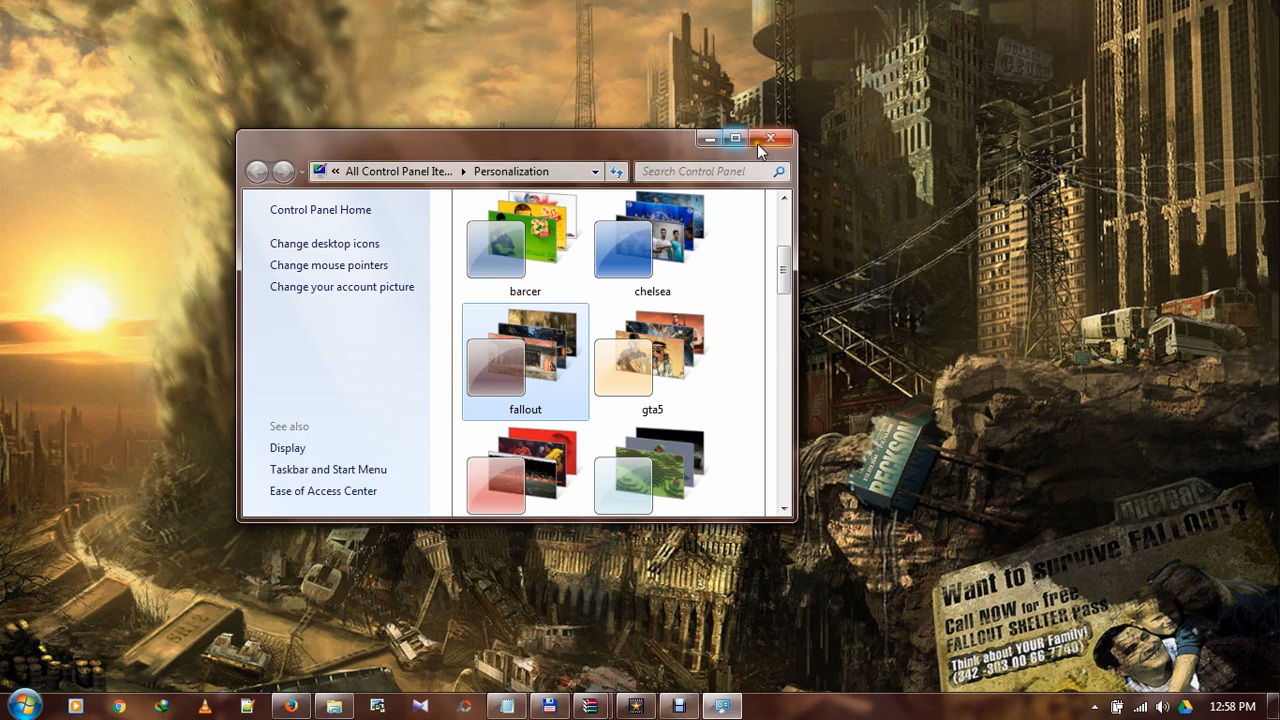 All Control Panel Ite...
Personalization
Search Control Panel
Control Panel Home
Change desktop icons
Change mouse pointers
Change your account picture
See also
Display
Taskbar and Start Menu
Ease of Access Center
barcer
chelsea
fallout
gta5
BECKSON
Nuclear
Want to survive FALLOUT?
Call NOW for free
FALLOUT SHELTER Pass
Think about YOUR Family!
12:58 PM